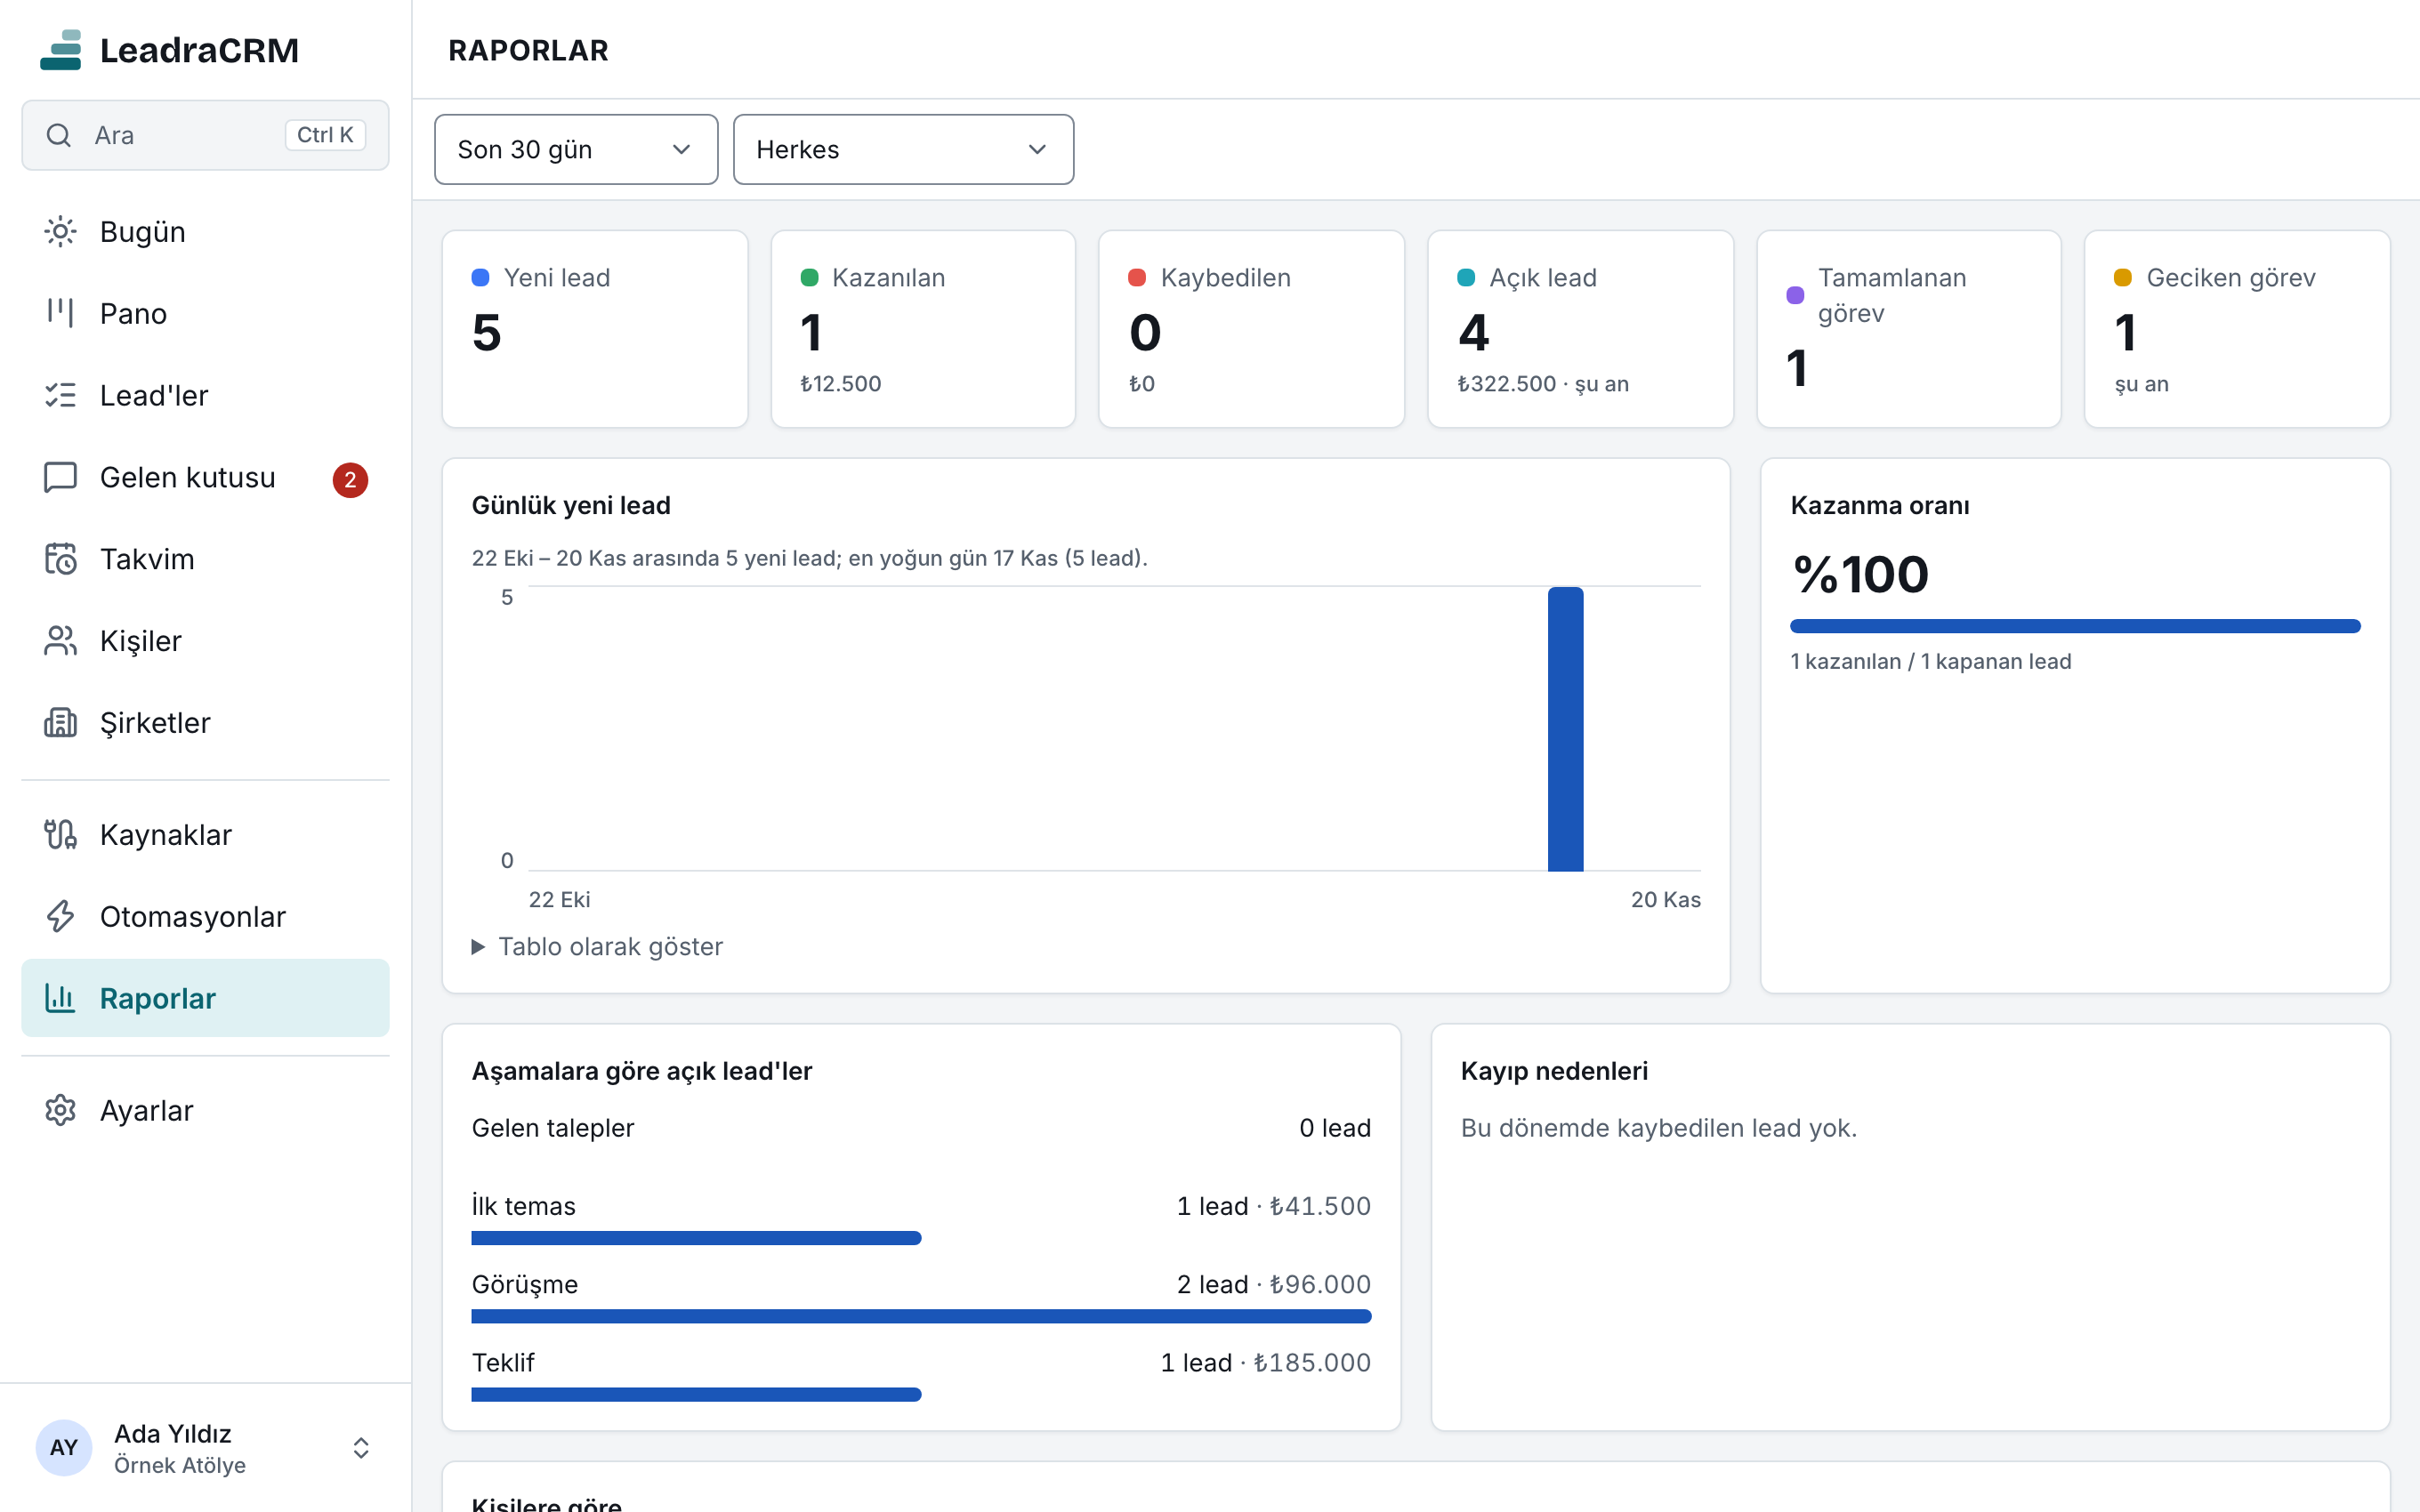 LeadraCRM
Ara
Ctrl K
Bugün
Pano
Lead'ler
Gelen kutusu
2
Takvim
Kişiler
Şirketler
Kaynaklar
Otomasyonlar
Raporlar
Ayarlar
AY
Ada Yıldız
Örnek Atölye
RAPORLAR
Son 30 gün
Herkes
Yeni lead
5
Kazanılan
1
₺12.500
Kaybedilen
0
₺0
Açık lead
4
₺322.500 · şu an
Tamamlanan
görev
1
Geciken görev
1
şu an
Günlük yeni lead
22 Eki – 20 Kas arasında 5 yeni lead; en yoğun gün 17 Kas (5 lead).
5
0
22 Eki
20 Kas
Tablo olarak göster
Kazanma oranı
%100
1 kazanılan / 1 kapanan lead
Aşamalara göre açık lead'ler
Gelen talepler
0 lead
İlk temas
1 lead · ₺41.500
Görüşme
2 lead · ₺96.000
Teklif
1 lead · ₺185.000
Kayıp nedenleri
Bu dönemde kaybedilen lead yok.
Kişilere göre